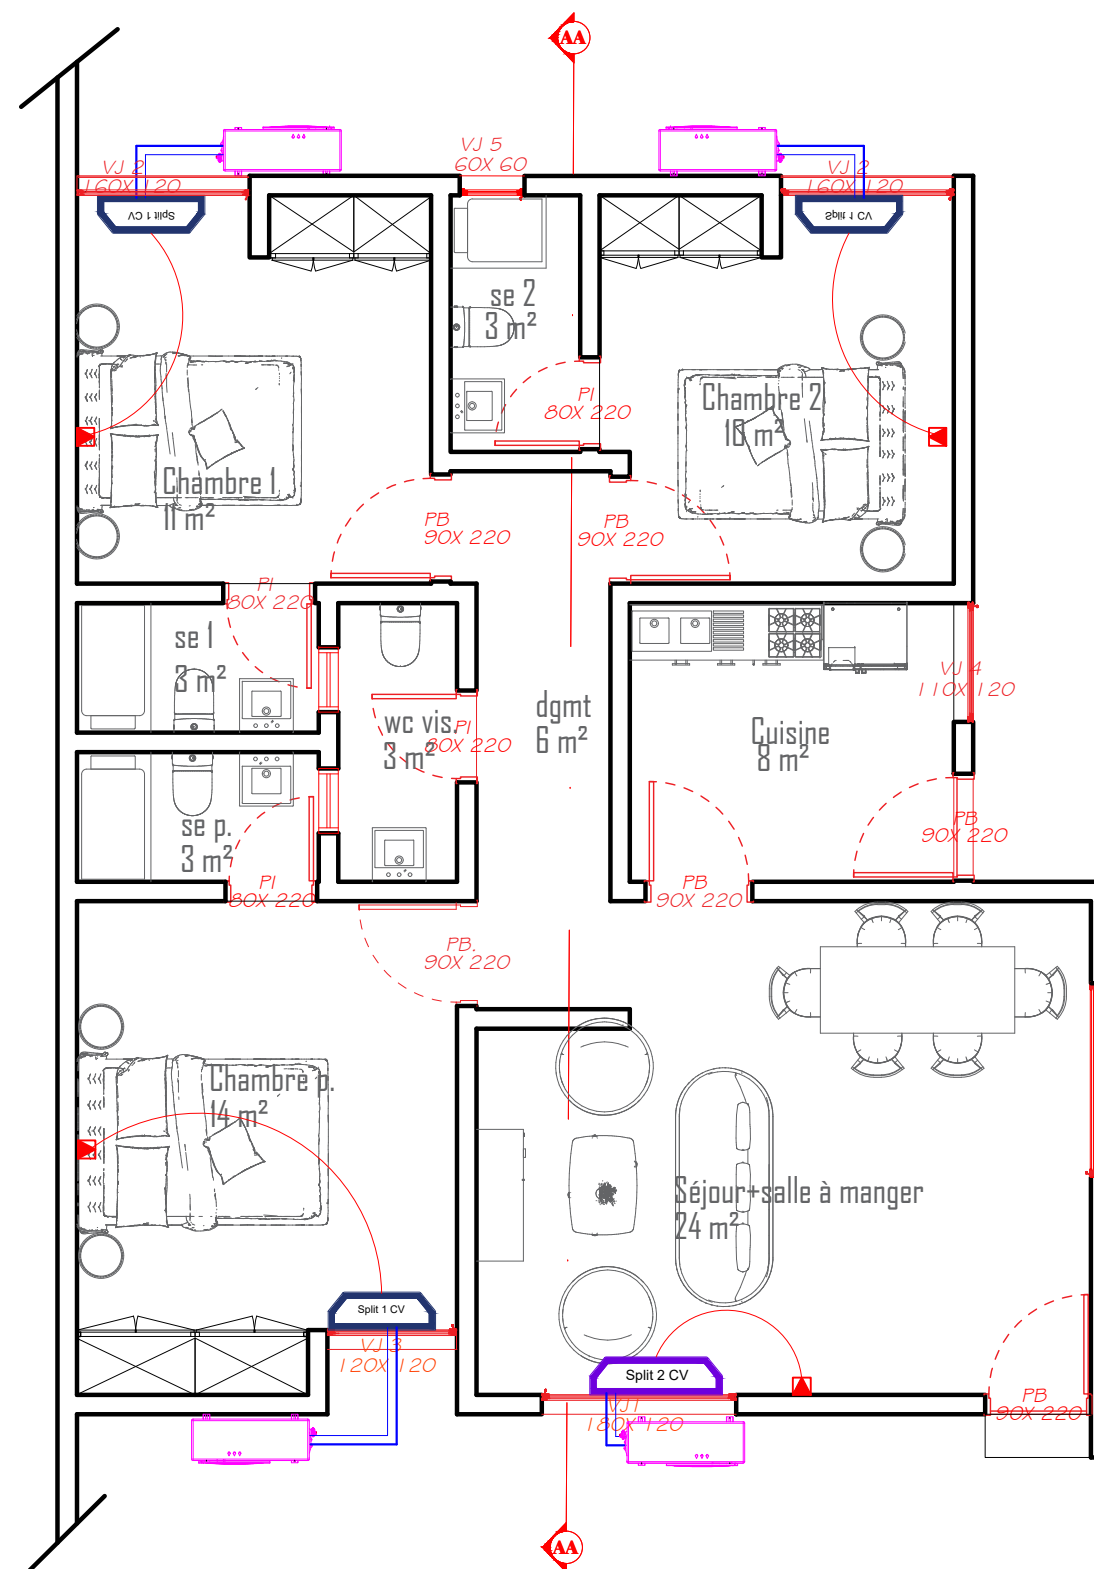 AA
VJ 5
60X 60
VJ 2
160X 120
VJ 2
160X 120
Split 1 CV
Split 1 CV
se 2
3 m²
PI
80X 220
Chambre 2
10 m²
Chambre 1
11 m²
PB
90X 220
PB
90X 220
PI
80X 220
se 1
3 m²
VJ 4
110X 120
wc vis.
3 m²
PI
80X 220
dgmt
6 m²
Cuisine
8 m²
se p.
3 m²
PB
90X 220
PI
80X 220
PB
90X 220
PB.
90X 220
Chambre p.
14 m²
Séjour+salle à manger
24 m²
Split 1 CV
VJ 3
120X 120
Split 2 CV
VJ1
180X 120
PB
90X 220
AA